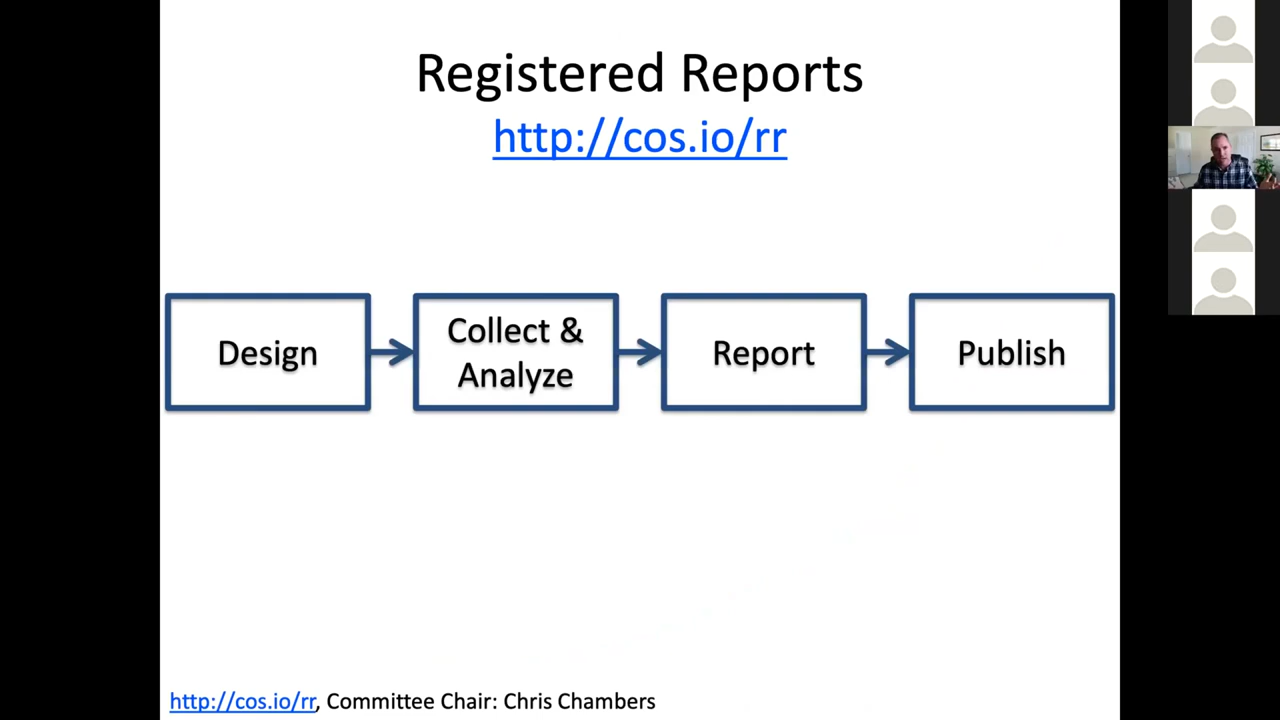 Registered Reports
http://cos.io/rr
Design
Collect &
Analyze
Report
Publish
http://cos.io/rr, Committee Chair: Chris Chambers